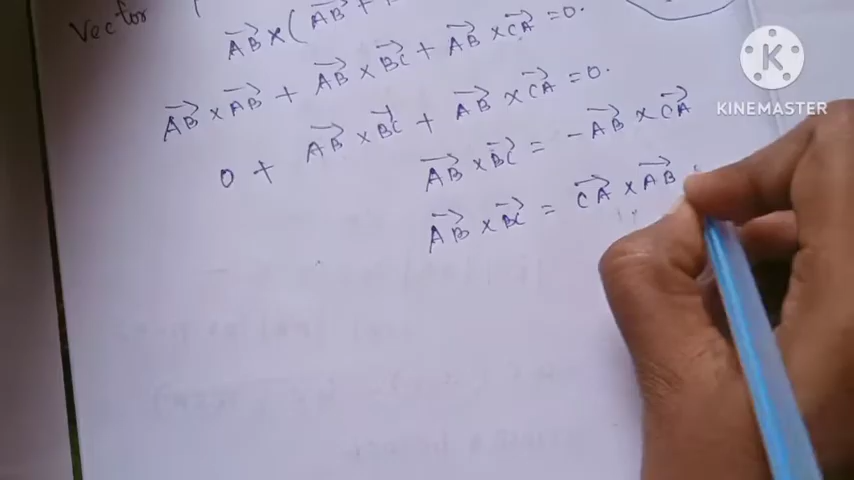 Vector
AB × (AB +
AB × AB + AB × BC + AB × CA = 0.
0 + AB × BC + AB × CA = 0.
AB × BC = - AB × CA
AB × BC = CA × AB
K
KINEMASTER